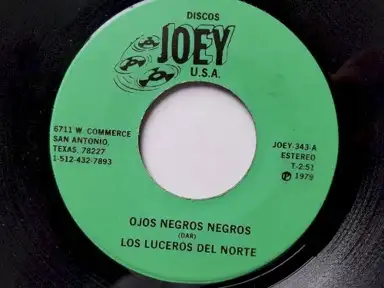 DISCOS
JOEY
U.S.A.
6711 W. COMMERCE
SAN ANTONIO,
TEXAS, 78227
1-512-432-7893
JOEY-343-A
ESTEREO
T-2:51
Ⓟ 1979
OJOS NEGROS NEGROS
(DAR)
LOS LUCEROS DEL NORTE